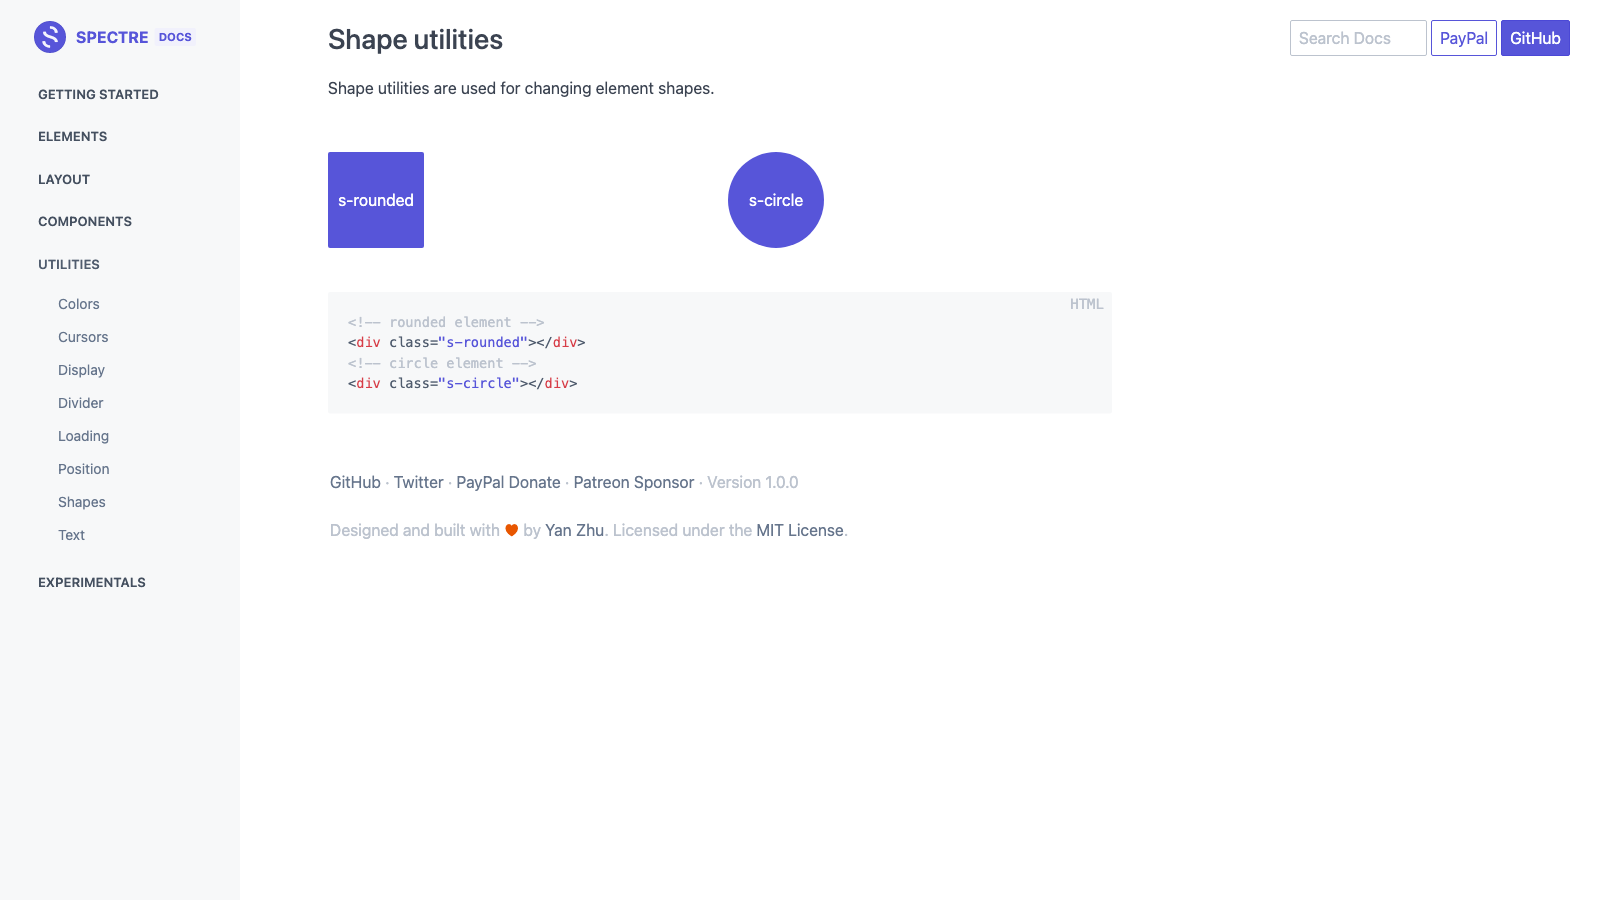 SPECTRE DOCS
GETTING STARTED
ELEMENTS
LAYOUT
COMPONENTS
UTILITIES
Colors
Cursors
Display
Divider
Loading
Position
Shapes
Text
EXPERIMENTALS
Search Docs PayPal GitHub
Shape utilities
Shape utilities are used for changing element shapes.
s-rounded s-circle
HTML
<!-- rounded element -->
<div class="s-rounded"></div>
<!-- circle element -->
<div class="s-circle"></div>
GitHub · Twitter · PayPal Donate · Patreon Sponsor · Version 1.0.0
Designed and built with ♥ by Yan Zhu. Licensed under the MIT License.